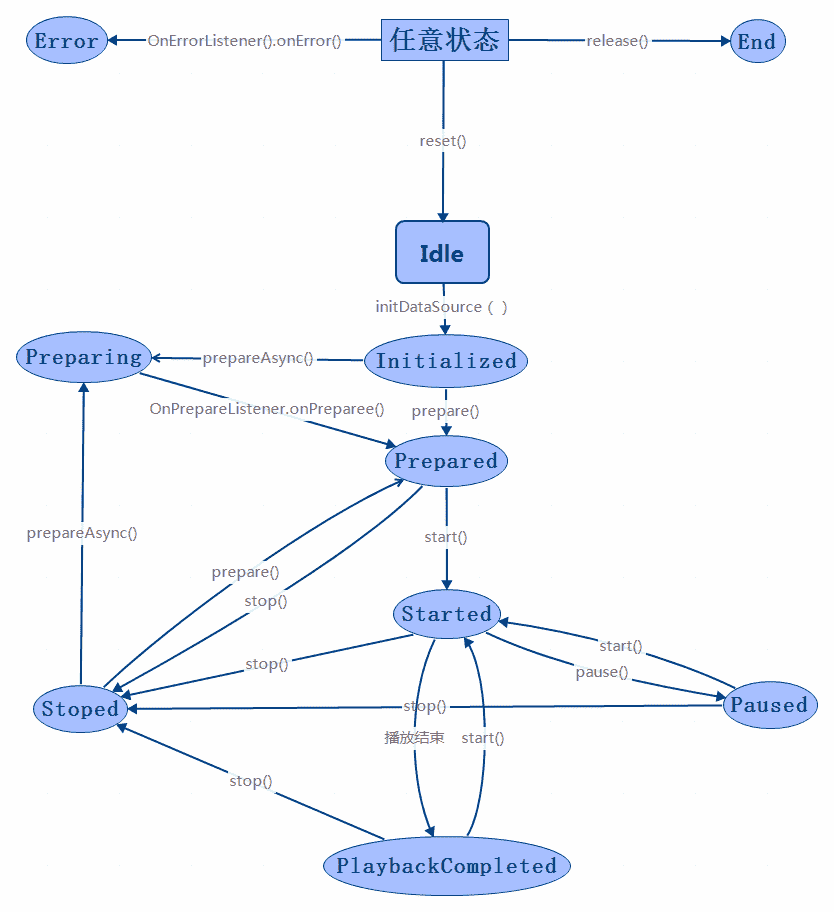 Error
OnErrorListener().onError()
任意状态
release()
End
reset()
Idle
initDataSource ( )
Preparing
prepareAsync()
Initialized
OnPrepareListener.onPreparee()
prepare()
Prepared
prepareAsync()
start()
prepare()
stop()
Started
start()
stop()
pause()
Stoped
stop()
Paused
播放结束
start()
stop()
PlaybackCompleted